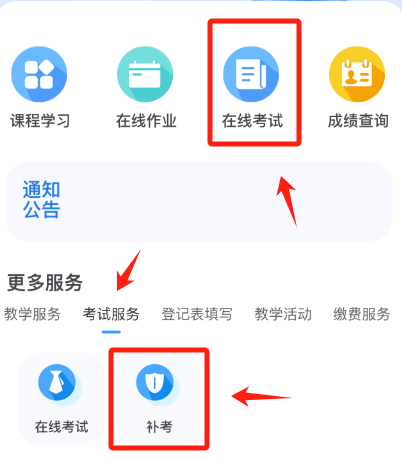 课程学习 在线作业 在线考试 成绩查询
通知
公告
更多服务
教学服务 考试服务 登记表填写 教学活动 缴费服务
在线考试 补考